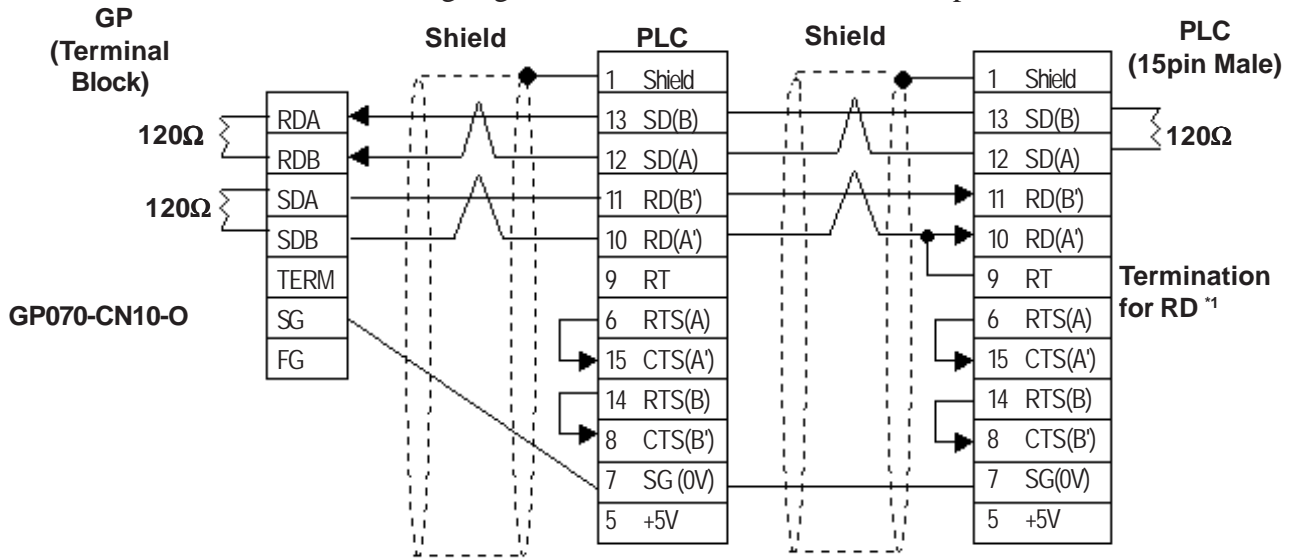 GP
(Terminal
Block)
Shield
PLC
Shield
PLC
(15pin Male)
120Ω
120Ω
RDA
RDB
SDA
SDB
TERM
SG
FG
GP070-CN10-O
1 Shield
13 SD(B)
12 SD(A)
11 RD(B')
10 RD(A')
9 RT
6 RTS(A)
15 CTS(A')
14 RTS(B)
8 CTS(B')
7 SG (0V)
5 +5V
1 Shield
13 SD(B)
12 SD(A)
11 RD(B')
10 RD(A')
9 RT
6 RTS(A)
15 CTS(A')
14 RTS(B)
8 CTS(B')
7 SG(0V)
5 +5V
120Ω
Termination
for RD *1